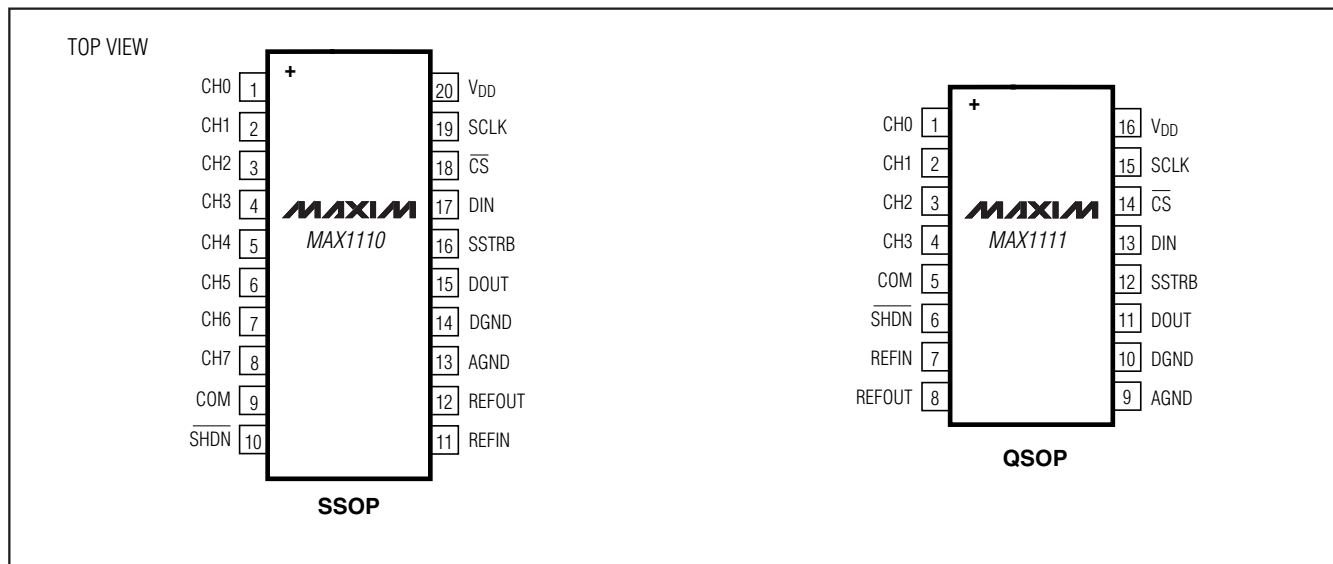 TOP VIEW
+
CH0 1 20 VDD
CH1 2 19 SCLK
CH2 3 18 C̅S̅
CH3 4 17 DIN
MAXIM
MAX1110
CH4 5 16 SSTRB
CH5 6 15 DOUT
CH6 7 14 DGND
CH7 8 13 AGND
COM 9 12 REFOUT
S̅H̅D̅N̅ 10 11 REFIN
SSOP
+
CH0 1 16 VDD
CH1 2 15 SCLK
CH2 3 14 C̅S̅
MAXIM
CH3 4 13 DIN
MAX1111
COM 5 12 SSTRB
S̅H̅D̅N̅ 6 11 DOUT
REFIN 7 10 DGND
REFOUT 8 9 AGND
QSOP